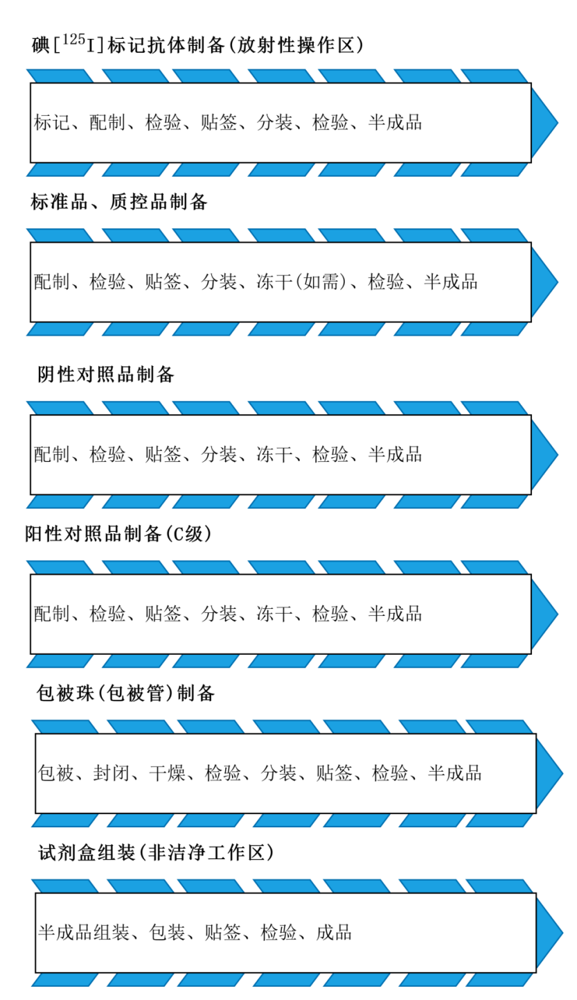 碘[¹²⁵I]标记抗体制备(放射性操作区)
标记、配制、检验、贴签、分装、检验、半成品
标准品、质控品制备
配制、检验、贴签、分装、冻干(如需)、检验、半成品
阴性对照品制备
配制、检验、贴签、分装、冻干、检验、半成品
阳性对照品制备(C级)
配制、检验、贴签、分装、冻干、检验、半成品
包被珠(包被管)制备
包被、封闭、干燥、检验、分装、贴签、检验、半成品
试剂盒组装(非洁净工作区)
半成品组装、包装、贴签、检验、成品